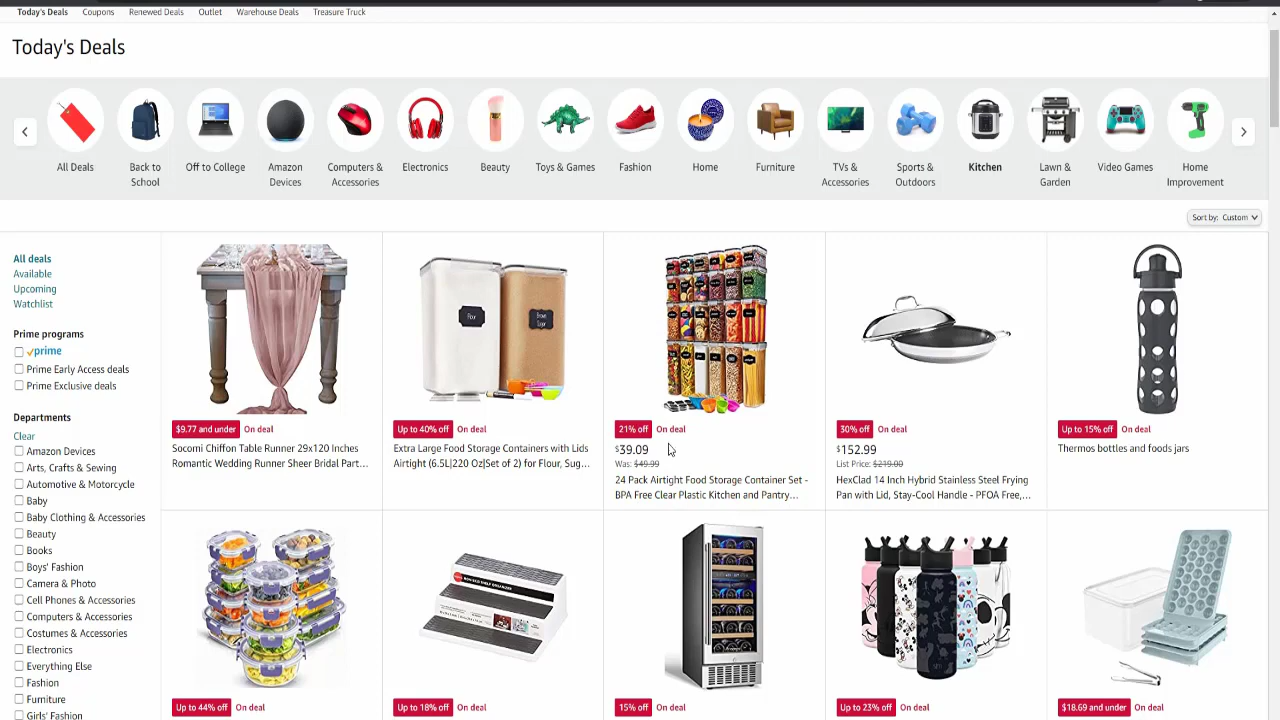 Today's Deals Coupons Renewed Deals Outlet Warehouse Deals Treasure Truck
Today's Deals
All Deals
Back to
School
Off to College
Amazon
Devices
Computers &
Accessories
Electronics
Beauty
Toys & Games
Fashion
Home
Furniture
TVs &
Accessories
Sports &
Outdoors
Kitchen
Lawn &
Garden
Video Games
Home
Improvement
Sort by: Custom
All deals
Available
Upcoming
Watchlist
Prime programs
prime
Prime Early Access deals
Prime Exclusive deals
Departments
Clear
Amazon Devices
Arts, Crafts & Sewing
Automotive & Motorcycle
Baby
Baby Clothing & Accessories
Beauty
Books
Boys' Fashion
Camera & Photo
Cell Phones & Accessories
Computers & Accessories
Costumes & Accessories
Electronics
Everything Else
Fashion
Furniture
Girls' Fashion
$9.77 and under On deal
Socomi Chiffon Table Runner 29x120 Inches
Romantic Wedding Runner Sheer Bridal Part...
Up to 40% off On deal
Extra Large Food Storage Containers with Lids
Airtight (6.5L|220 Oz|Set of 2) for Flour, Sug...
21% off On deal
$39.09
Was: $49.99
24 Pack Airtight Food Storage Container Set -
BPA Free Clear Plastic Kitchen and Pantry...
30% off On deal
$152.99
List Price: $219.00
HexClad 14 Inch Hybrid Stainless Steel Frying
Pan with Lid, Stay-Cool Handle - PFOA Free,...
Up to 15% off On deal
Thermos bottles and foods jars
Up to 44% off On deal
Up to 18% off On deal
15% off On deal
Up to 23% off On deal
$18.69 and under On deal